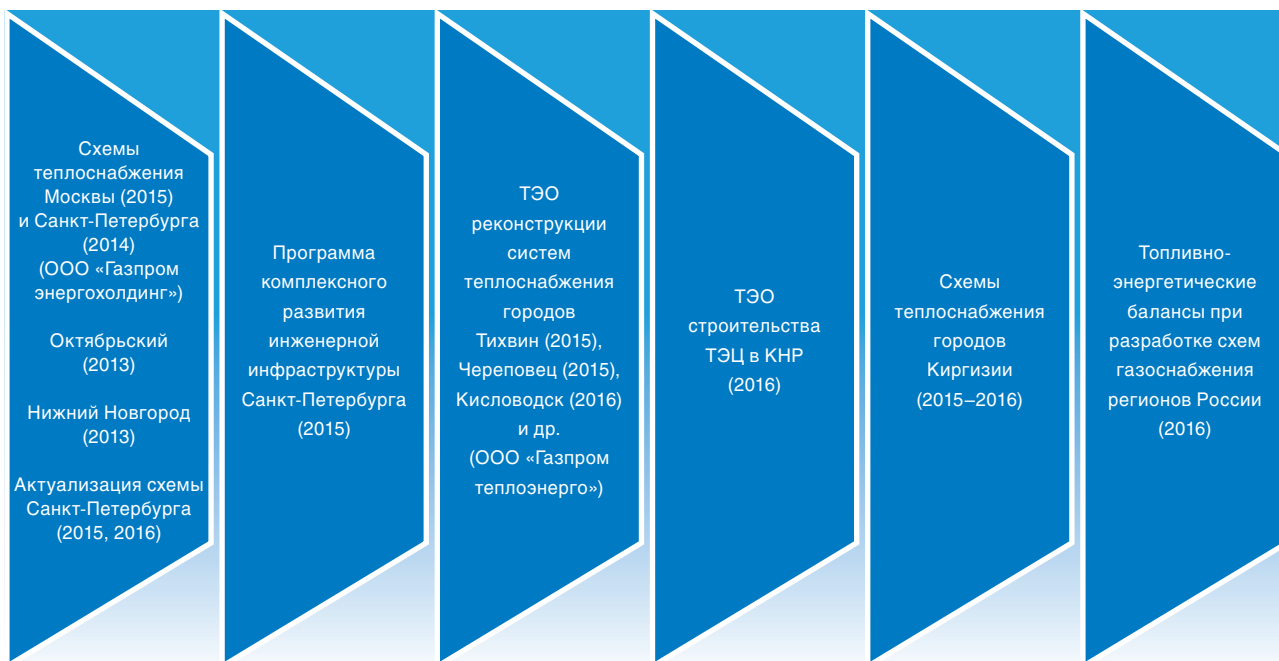 Схемы
теплоснабжения
Москвы (2015)
и Санкт-Петербурга
(2014)
(ООО «Газпром
энергохолдинг»)
Октябрьский
(2013)
Нижний Новгород
(2013)
Актуализация схемы
Санкт-Петербурга
(2015, 2016)
Программа
комплексного
развития
инженерной
инфраструктуры
Санкт-Петербурга
(2015)
ТЭО
реконструкции
систем
теплоснабжения
городов
Тихвин (2015),
Череповец (2015),
Кисловодск (2016)
и др.
(ООО «Газпром
теплоэнерго»)
ТЭО
строительства
ТЭЦ в КНР
(2016)
Схемы
теплоснабжения
городов
Киргизии
(2015–2016)
Топливно-
энергетические
балансы при
разработке схем
газоснабжения
регионов России
(2016)